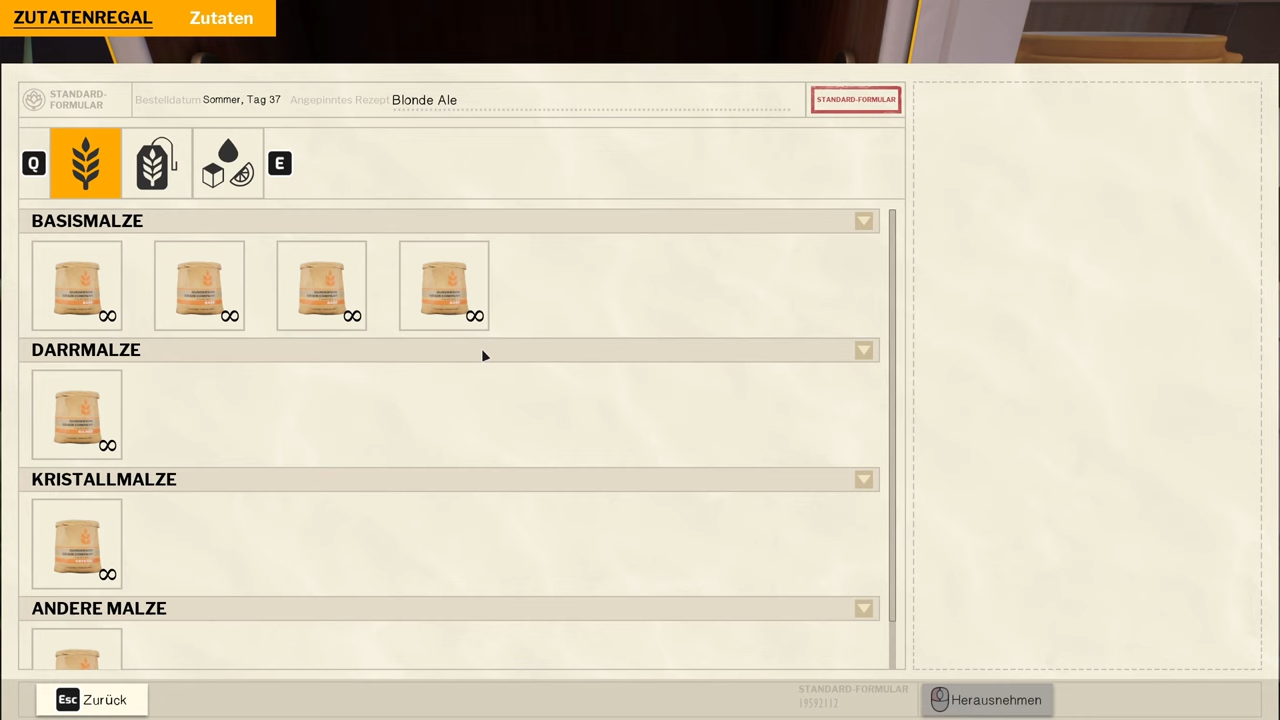 ZUTATENREGAL Zutaten
STANDARD-
FORMULAR
Bestelldatum Sommer, Tag 37 Angepinntes Rezept Blonde Ale
STANDARD-FORMULAR
Q E
BASISMALZE
∞ ∞ ∞ ∞
DARRMALZE
∞
KRISTALLMALZE
∞
ANDERE MALZE
Esc Zurück
STANDARD-FORMULAR
19592112
Herausnehmen